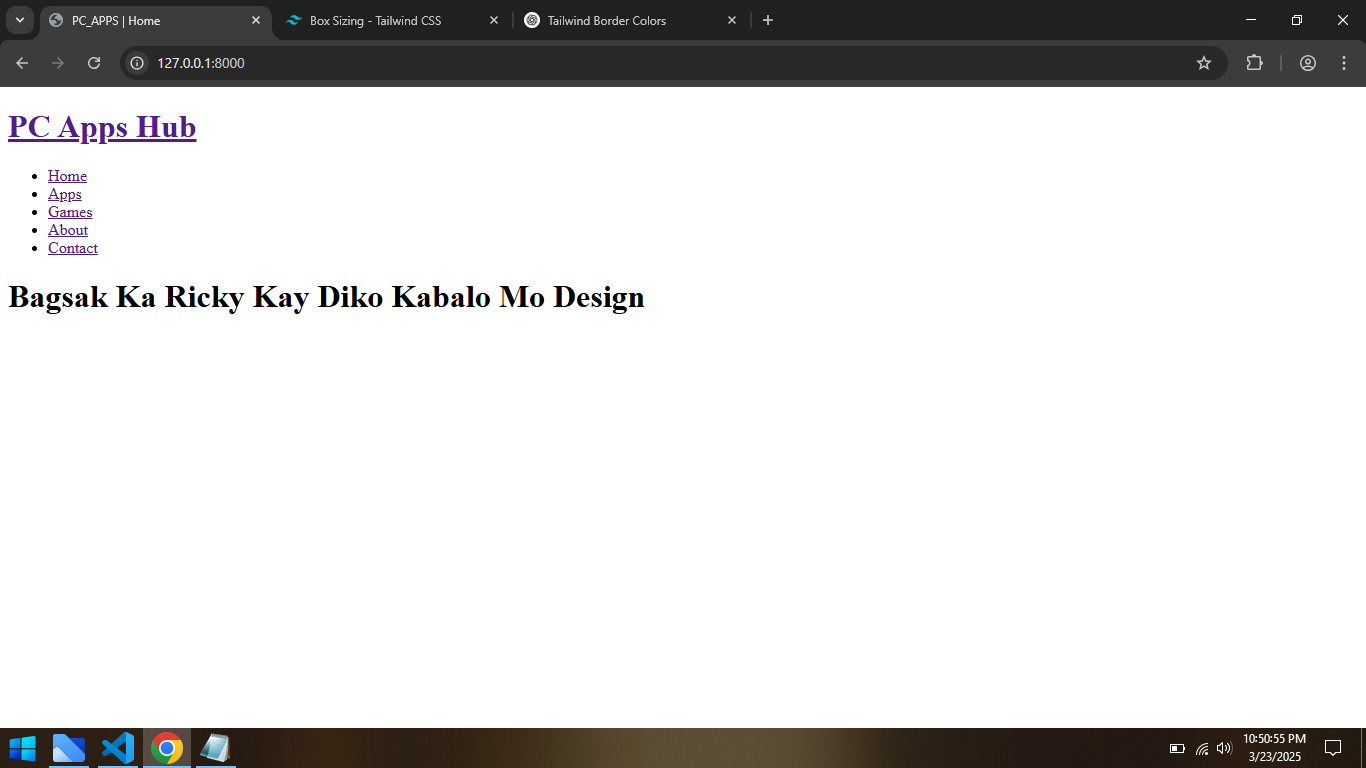 PC_APPS | Home
Box Sizing - Tailwind CSS
Tailwind Border Colors
127.0.0.1:8000
PC Apps Hub
Home
Apps
Games
About
Contact
Bagsak Ka Ricky Kay Diko Kabalo Mo Design
10:50:55 PM
3/23/2025